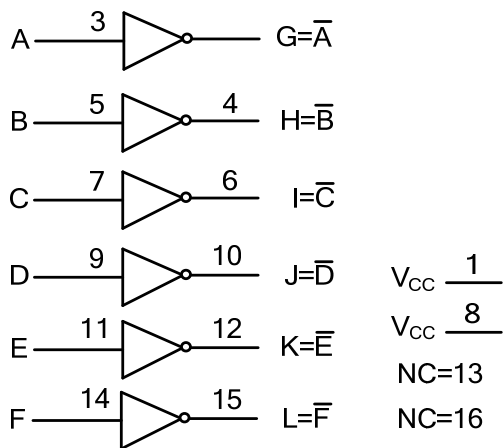 A 3 G=A̅
B 5 4 H=B̅
C 7 6 I=C̅
D 9 10 J=D̅
E 11 12 K=E̅
F 14 15 L=F̅
VCC 1
VCC 8
NC=13
NC=16